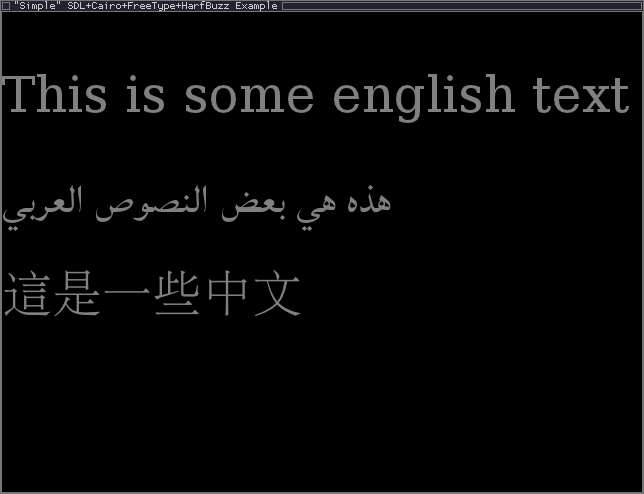 "Simple" SDL+Cairo+FreeType+HarfBuzz Example
This is some english text
هذه هي بعض النصوص العربي
這是一些中文